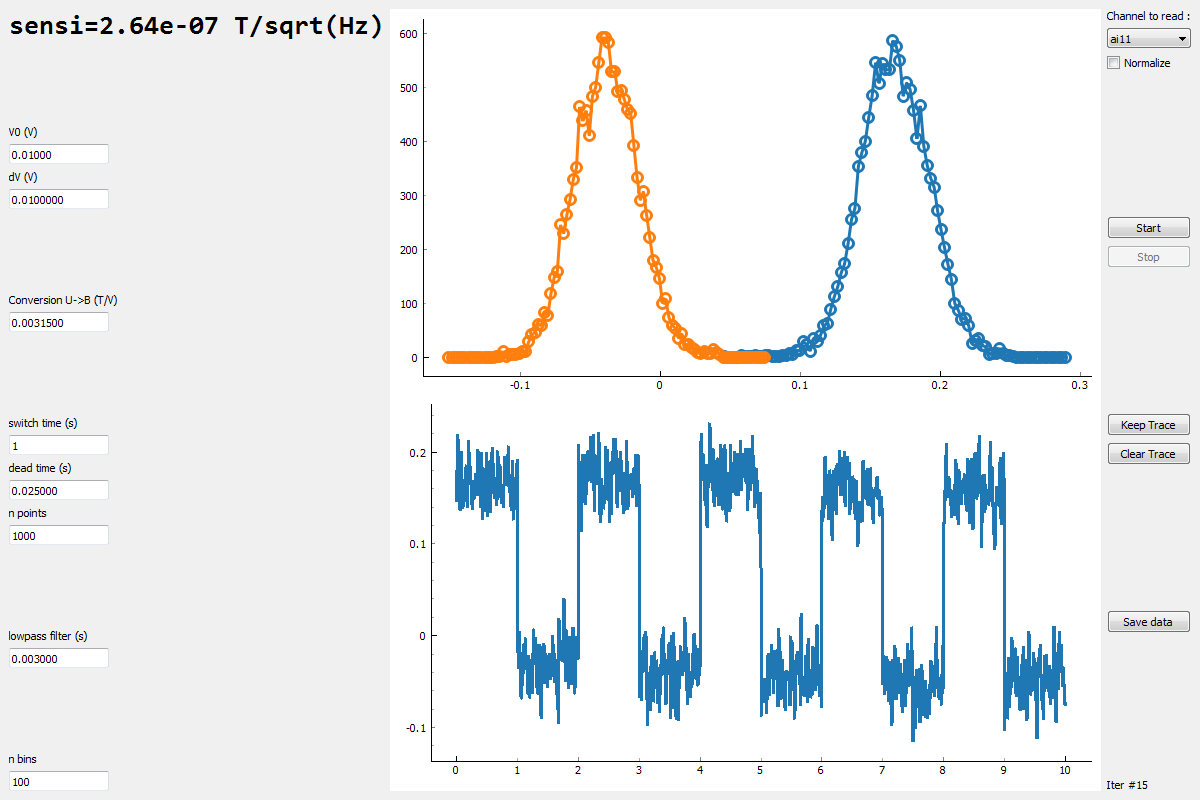 sensi=2.64e-07 T/sqrt(Hz)
V0 (V)
0.01000
dV (V)
0.0100000
Conversion U->B (T/V)
0.0031500
switch time (s)
1
dead time (s)
0.025000
n points
1000
lowpass filter (s)
0.003000
n bins
100
600
500
400
300
200
100
0
-0.1 0 0.1 0.2 0.3
0.2
0.1
0
-0.1
0 1 2 3 4 5 6 7 8 9 10
Channel to read :
ai11
Normalize
Start
Stop
Keep Trace
Clear Trace
Save data
Iter #15